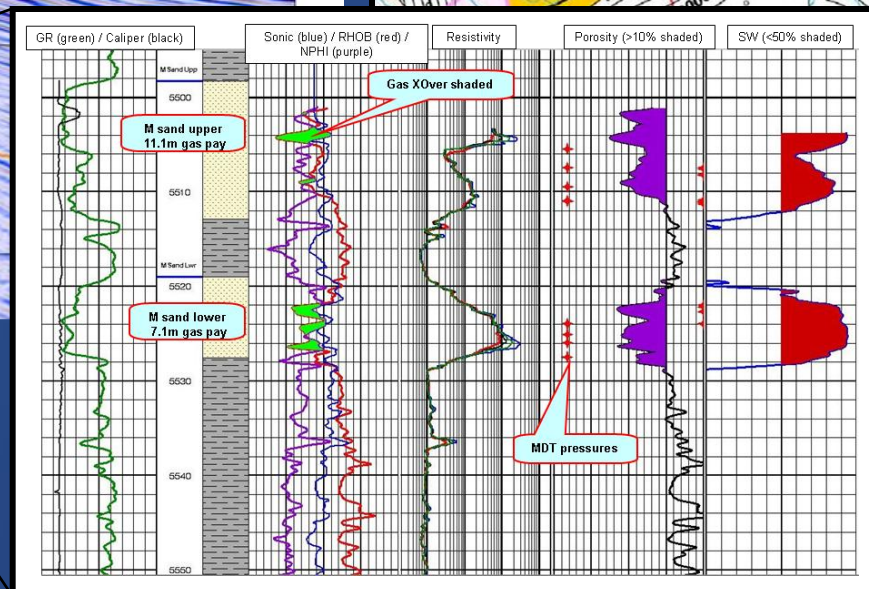 GR (green) / Caliper (black)
Sonic (blue) / RHOB (red) /
NPHI (purple)
Resistivity
Porosity (>10% shaded)
SW (<50% shaded)
M Sand Upp
Gas XOver shaded
5500
M sand upper
11.1m gas pay
5510
M Sand Lwr
5520
M sand lower
7.1m gas pay
5530
MDT pressures
5540
5550